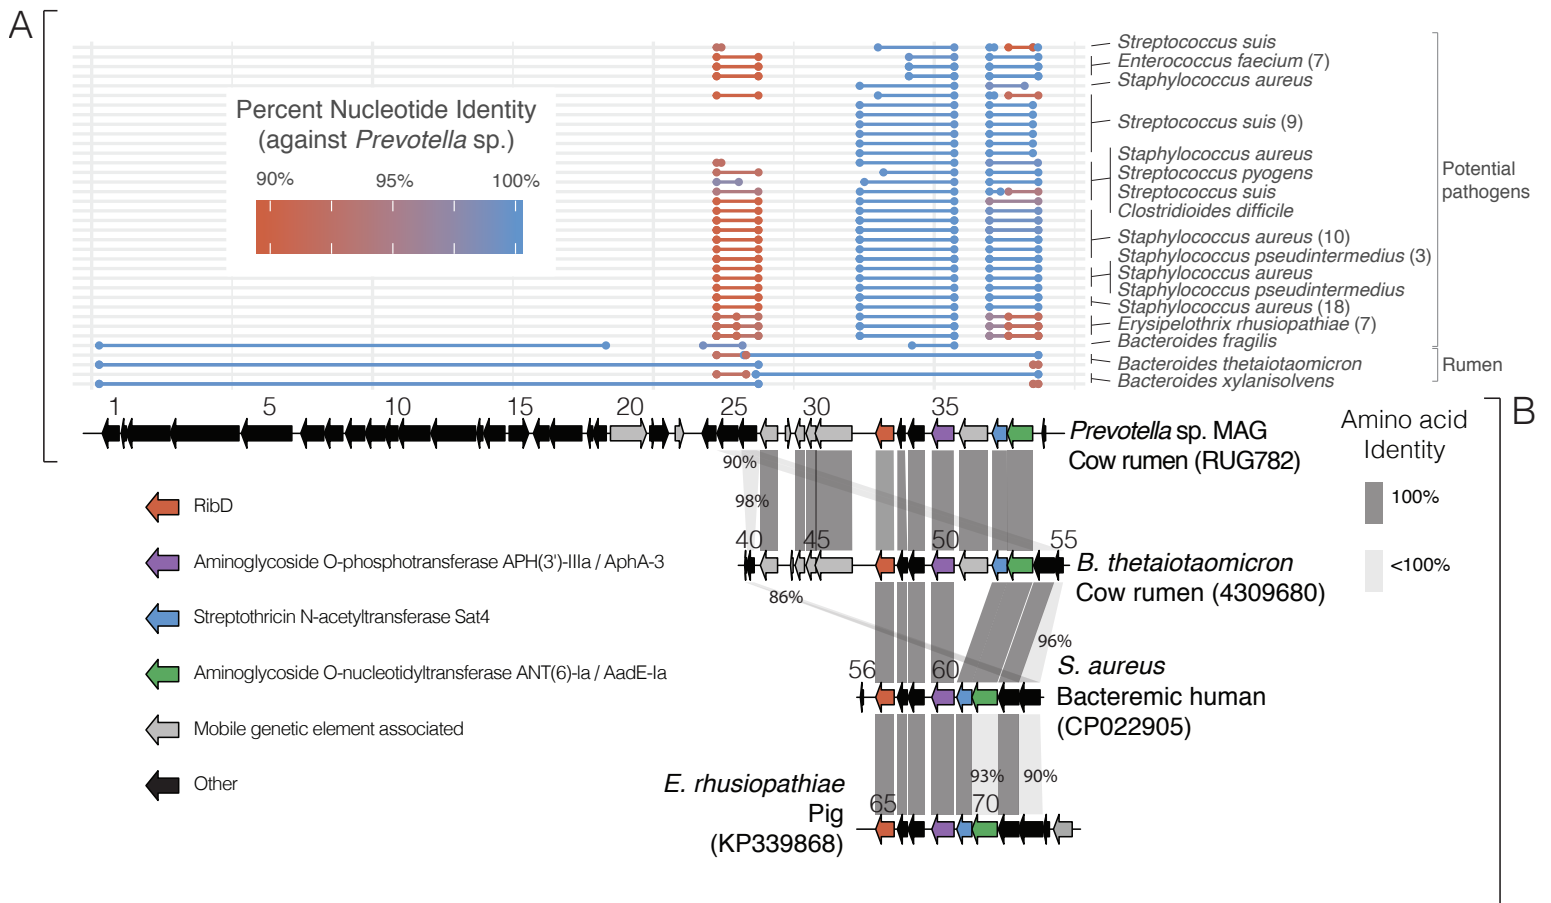 A
Percent Nucleotide Identity
(against Prevotella sp.)
90% 95% 100%
Streptococcus suis
Enterococcus faecium (7)
Staphylococcus aureus
Streptococcus suis (9)
Staphylococcus aureus
Streptococcus pyogens
Streptococcus suis
Clostridioides difficile
Staphylococcus aureus (10)
Staphylococcus pseudintermedius (3)
Staphylococcus aureus
Staphylococcus pseudintermedius
Staphylococcus aureus (18)
Erysipelothrix rhusiopathiae (7)
Bacteroides fragilis
Bacteroides thetaiotaomicron
Bacteroides xylanisolvens
Potential
pathogens
Rumen
1 5 10 15 20 25 30 35
Prevotella sp. MAG
Cow rumen (RUG782)
B
Amino acid
Identity
100%
<100%
90%
98%
40 45 50 55
B. thetaiotaomicron
Cow rumen (4309680)
86%
96%
56 60
S. aureus
Bacteremic human
(CP022905)
93% 90%
65 70
E. rhusiopathiae
Pig
(KP339868)
RibD
Aminoglycoside O-phosphotransferase APH(3')-IIIa / AphA-3
Streptothricin N-acetyltransferase Sat4
Aminoglycoside O-nucleotidyltransferase ANT(6)-Ia / AadE-Ia
Mobile genetic element associated
Other